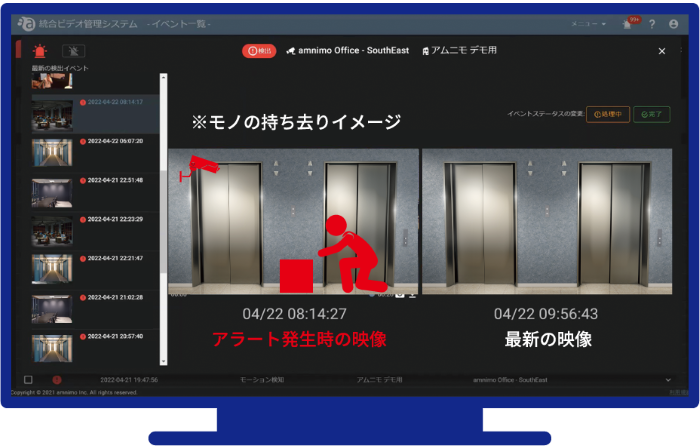 統合ビデオ管理システム - イベント一覧 -
メニュー
99+
?
最新の検出イベント
検出
amnimo Office - SouthEast
アムニモ デモ用
×
2022-04-22 08:14:17
2022-04-22 06:07:20
2022-04-21 22:51:48
2022-04-21 22:23:29
2022-04-21 22:21:47
2022-04-21 21:02:28
2022-04-21 20:57:40
※モノの持ち去りイメージ
イベントステータスの変更:
処理中
完了
04/22 08:14:27
アラート発生時の映像
04/22 09:56:43
最新の映像
2022-04-21 19:47:56
モーション検知
アムニモ デモ用
amnimo Office - SouthEast
Copyright © 2021 amnimo Inc. All rights reserved.